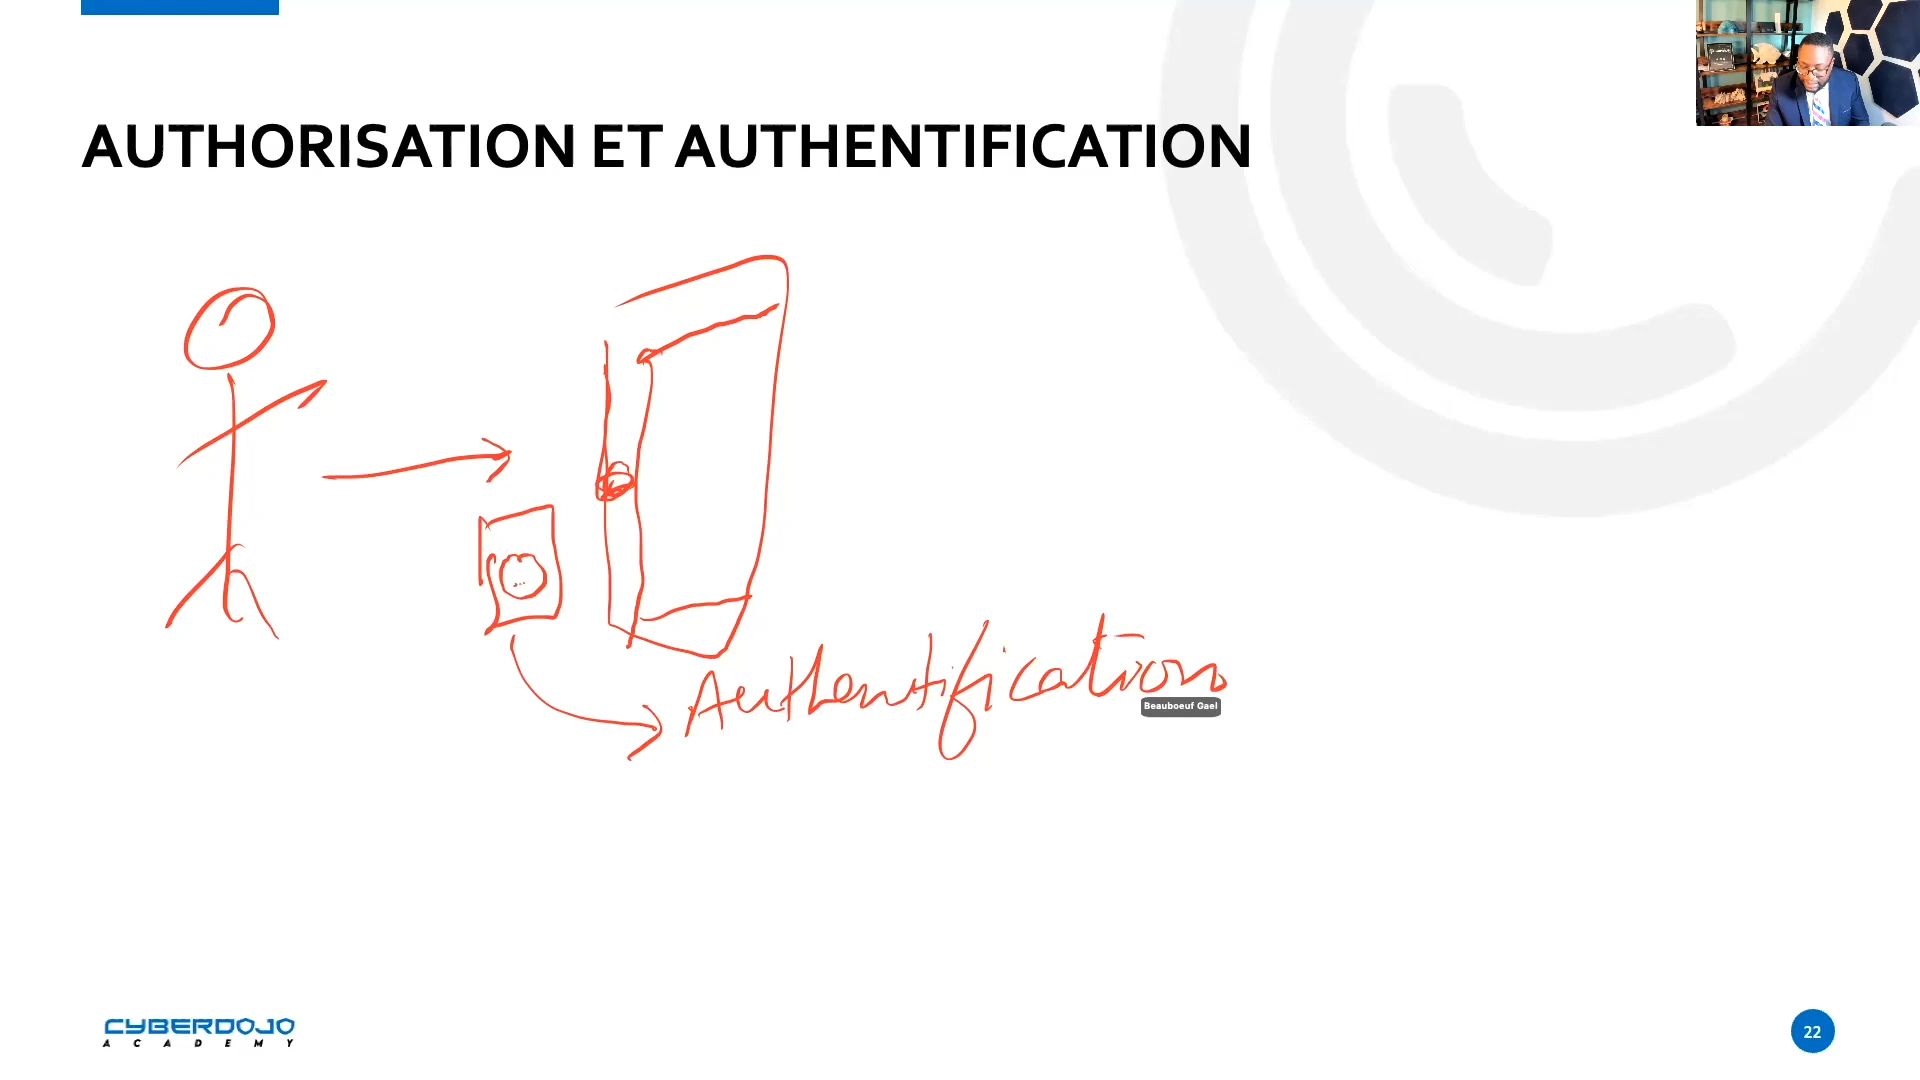 AUTHORISATION ET AUTHENTIFICATION
Authentification
Beauboeuf Gael
CYBERDOJO
ACADEMY
22